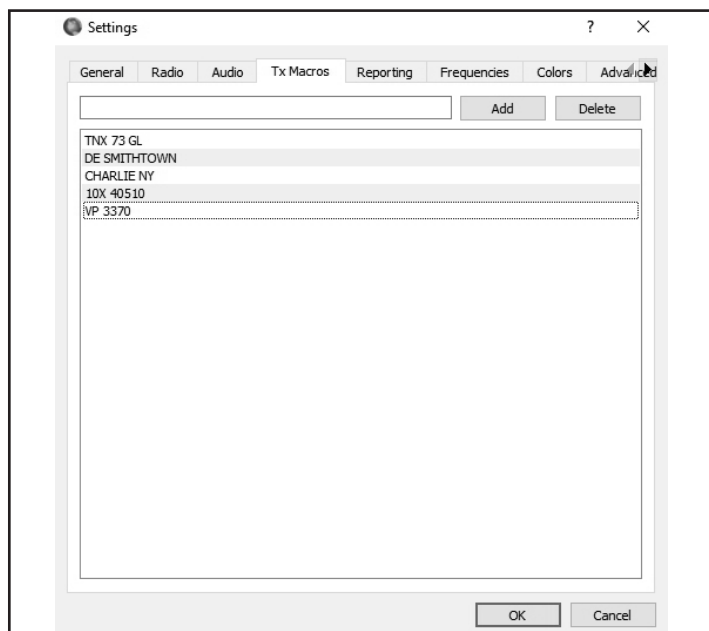 Settings ?
General Radio Audio Tx Macros Reporting Frequencies Colors Advanced
Add Delete
TNX 73 GL
DE SMITHTOWN
CHARLIE NY
10X 40510
VP 3370
OK Cancel